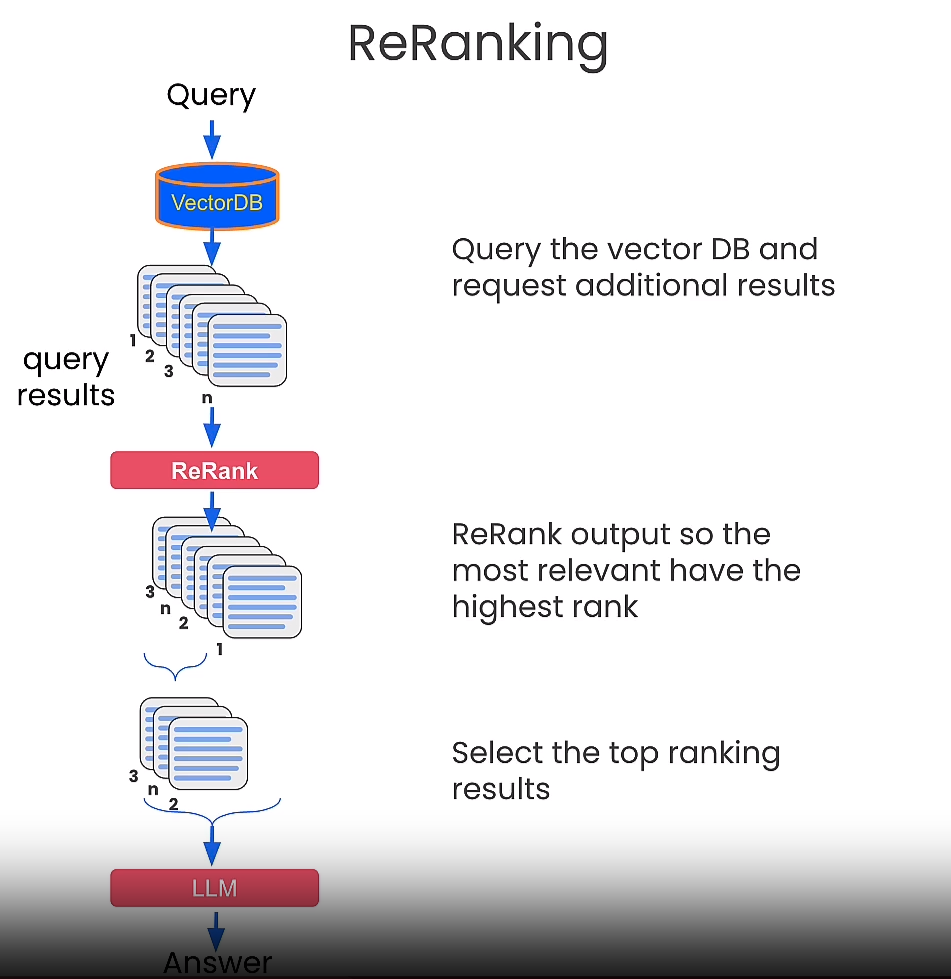 ReRanking
Query
VectorDB
Query the vector DB and
request additional results
1
2
3
n
query
results
ReRank
ReRank output so the
most relevant have the
highest rank
3
n
2
1
Select the top ranking
results
3
n
2
LLM
Answer